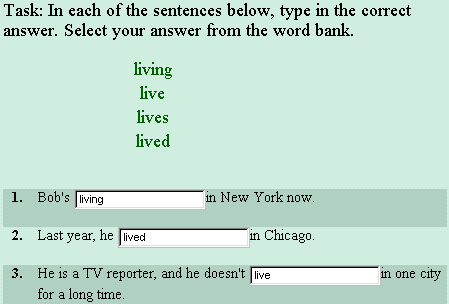 Task: In each of the sentences below, type in the correct
answer. Select your answer from the word bank.
living
live
lives
lived
1. Bob's living in New York now.
2. Last year, he lived in Chicago.
3. He is a TV reporter, and he doesn't live in one city
for a long time.